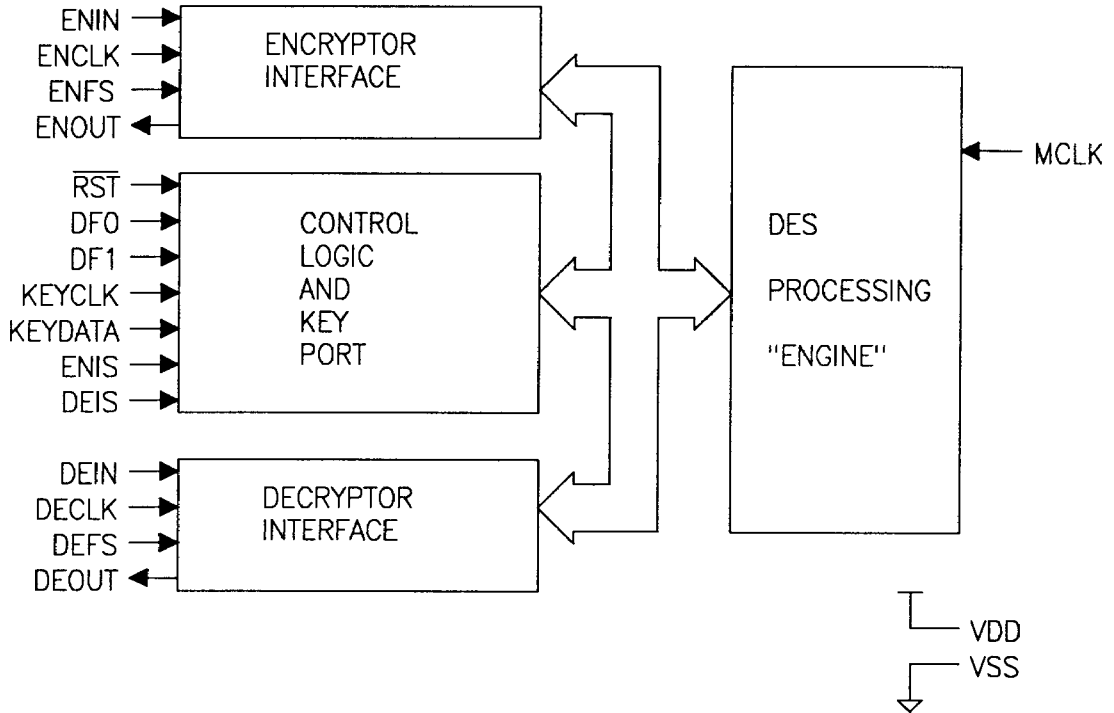 ENIN
ENCLK
ENFS
ENOUT
ENCRYPTOR
INTERFACE
R̅S̅T̅
DF0
DF1
KEYCLK
KEYDATA
ENIS
DEIS
CONTROL
LOGIC
AND
KEY
PORT
DEIN
DECLK
DEFS
DEOUT
DECRYPTOR
INTERFACE
DES
PROCESSING
"ENGINE"
MCLK
VDD
VSS